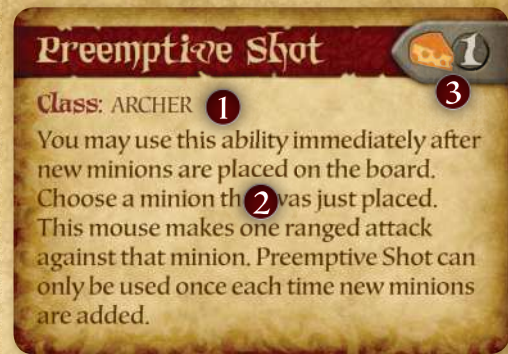 Preemptive Shot
1
Class: ARCHER 1
3
You may use this ability immediately after
new minions are placed on the board.
Choose a minion th 2 was just placed.
This mouse makes one ranged attack
against that minion. Preemptive Shot can
only be used once each time new minions
are added.